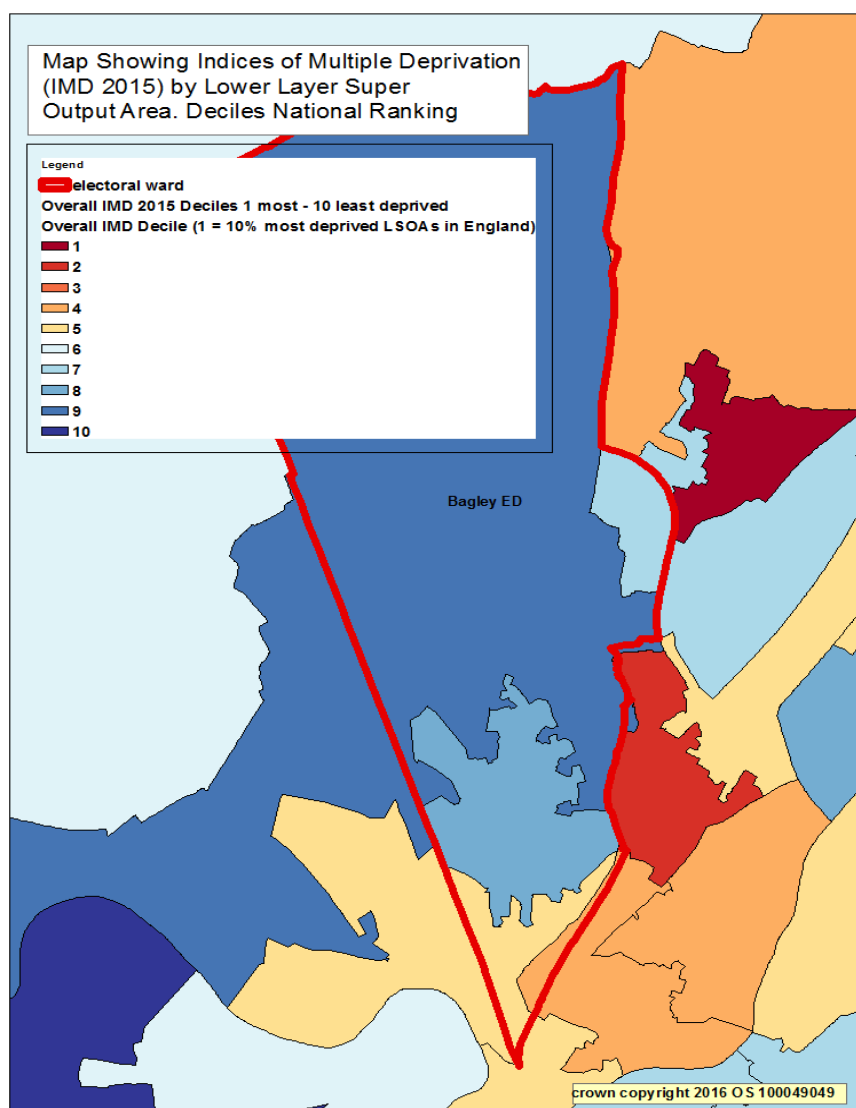 Map Showing Indices of Multiple Deprivation
(IMD 2015) by Lower Layer Super
Output Area. Deciles National Ranking
Legend
electoral ward
Overall IMD 2015 Deciles 1 most - 10 least deprived
Overall IMD Decile (1 = 10% most deprived LSOAs in England)
1
2
3
4
5
6
7
8
9
10
Bagley ED
crown copyright 2016 OS 100049049